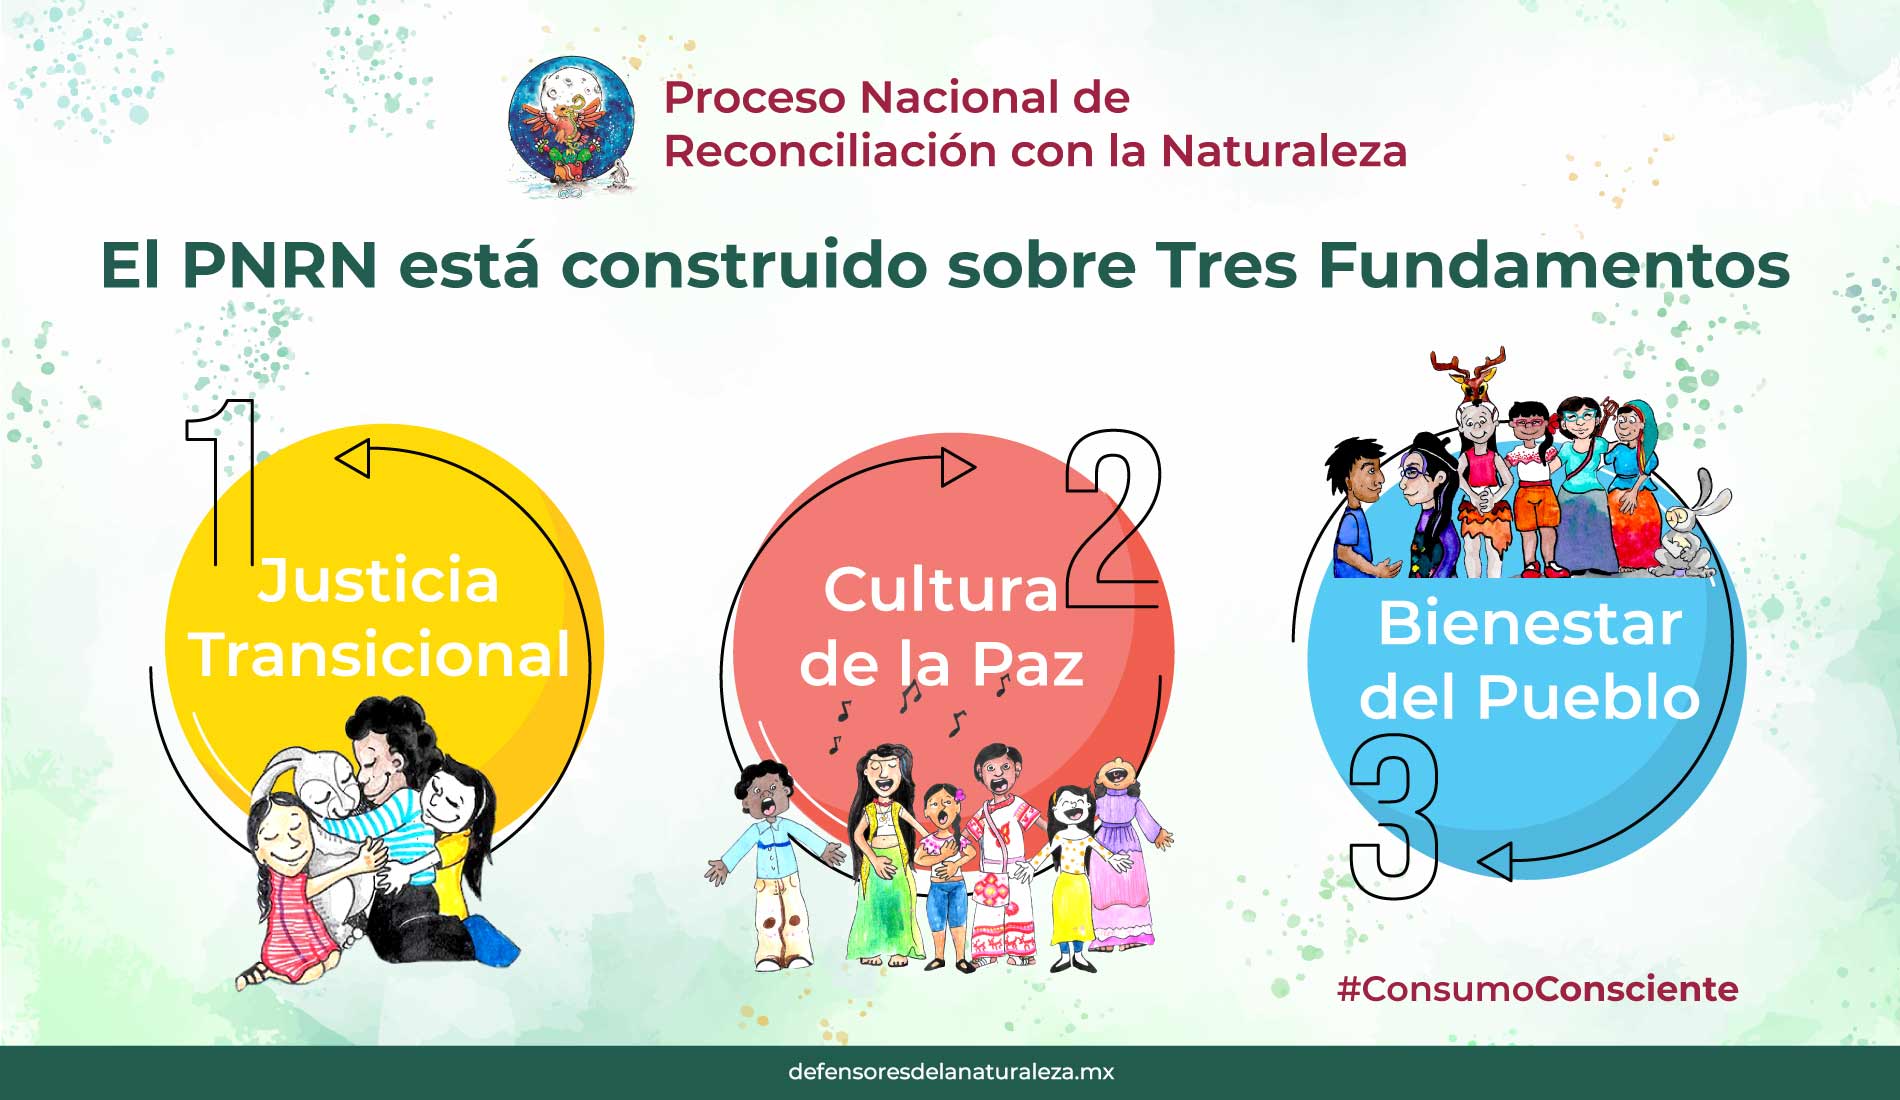 Proceso Nacional de
Reconciliación con la Naturaleza
El PNRN está construido sobre Tres Fundamentos
1
Justicia
Transicional
2
Cultura
de la Paz
Bienestar
del Pueblo
3
#ConsumoConsciente
defensoresdelanaturaleza.mx